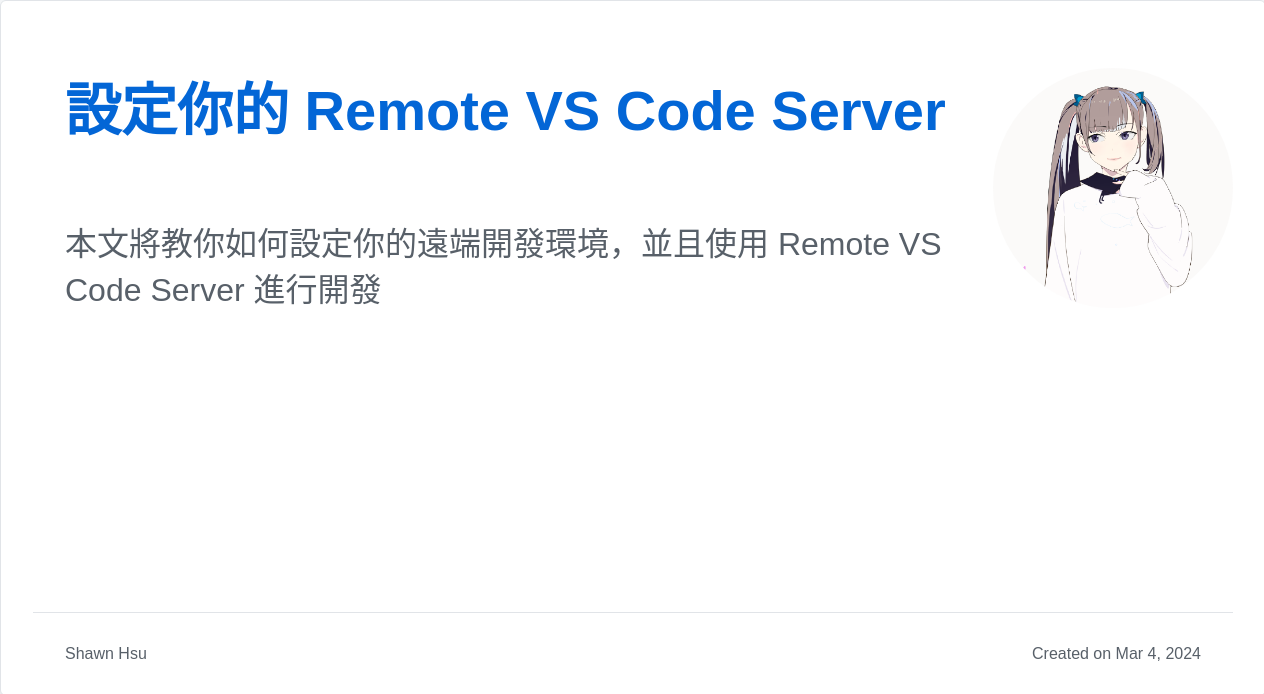 設定你的 Remote VS Code Server
本文將教你如何設定你的遠端開發環境，並且使用 Remote VS
Code Server 進行開發
Shawn Hsu
Created on Mar 4, 2024